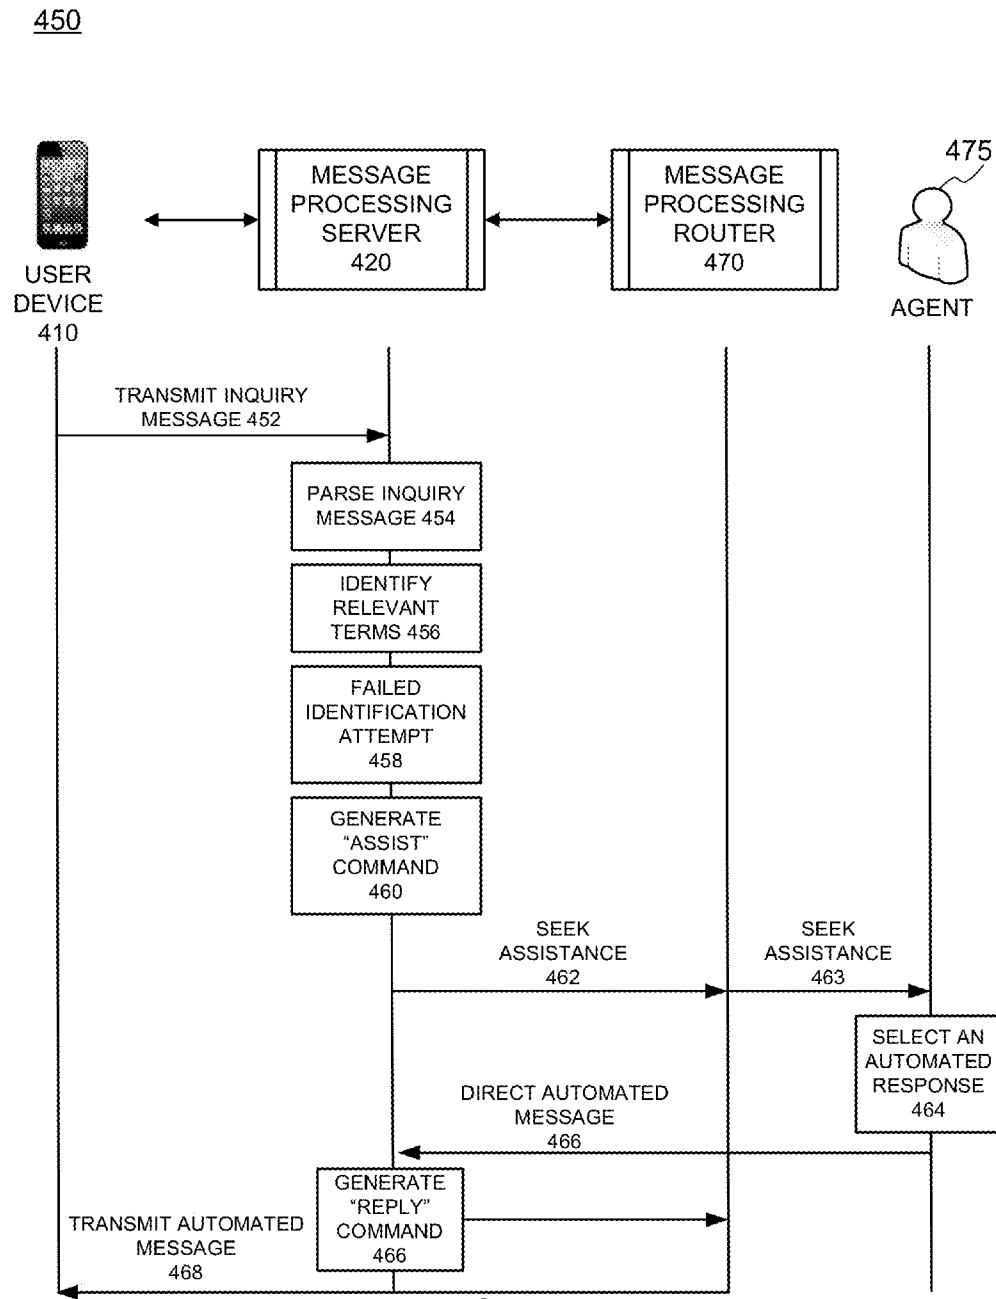 450
475
MESSAGE
PROCESSING
SERVER
420
MESSAGE
PROCESSING
ROUTER
470
USER
DEVICE
410
AGENT
TRANSMIT INQUIRY
MESSAGE 452
PARSE INQUIRY
MESSAGE 454
IDENTIFY
RELEVANT
TERMS 456
FAILED
IDENTIFICATION
ATTEMPT
458
GENERATE
“ASSIST”
COMMAND
460
SEEK
ASSISTANCE
462
SEEK
ASSISTANCE
463
SELECT AN
AUTOMATED
RESPONSE
464
DIRECT AUTOMATED
MESSAGE
466
GENERATE
“REPLY”
COMMAND
466
TRANSMIT AUTOMATED
MESSAGE
468